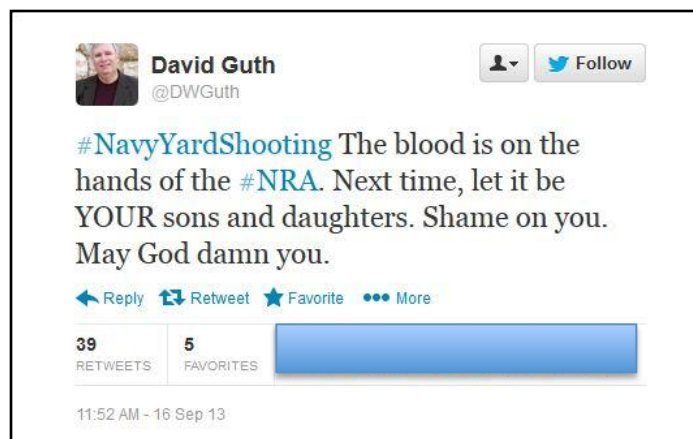 David Guth
Follow
@DWGuth
#NavyYardShooting The blood is on the
hands of the #NRA. Next time, let it be
YOUR sons and daughters. Shame on you.
May God damn you.
Reply Retweet Favorite More
39 5
RETWEETS FAVORITES
11:52 AM - 16 Sep 13